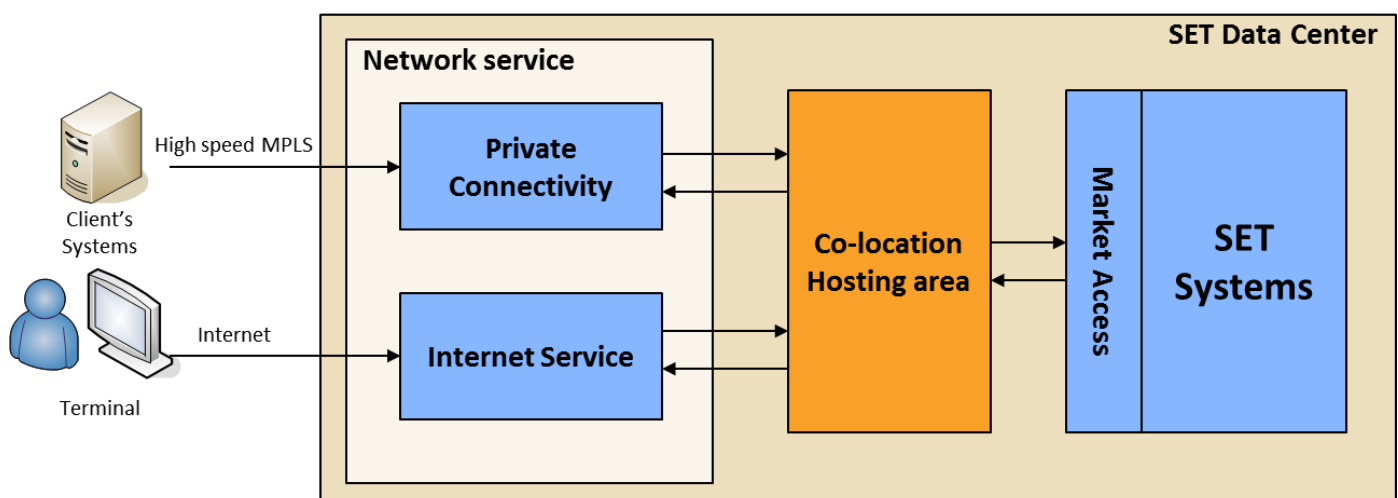 SET Data Center
Network service
High speed MPLS
Private
Connectivity
Client's
Systems
Co-location
Hosting area
Market Access
SET
Systems
Internet
Internet Service
Terminal